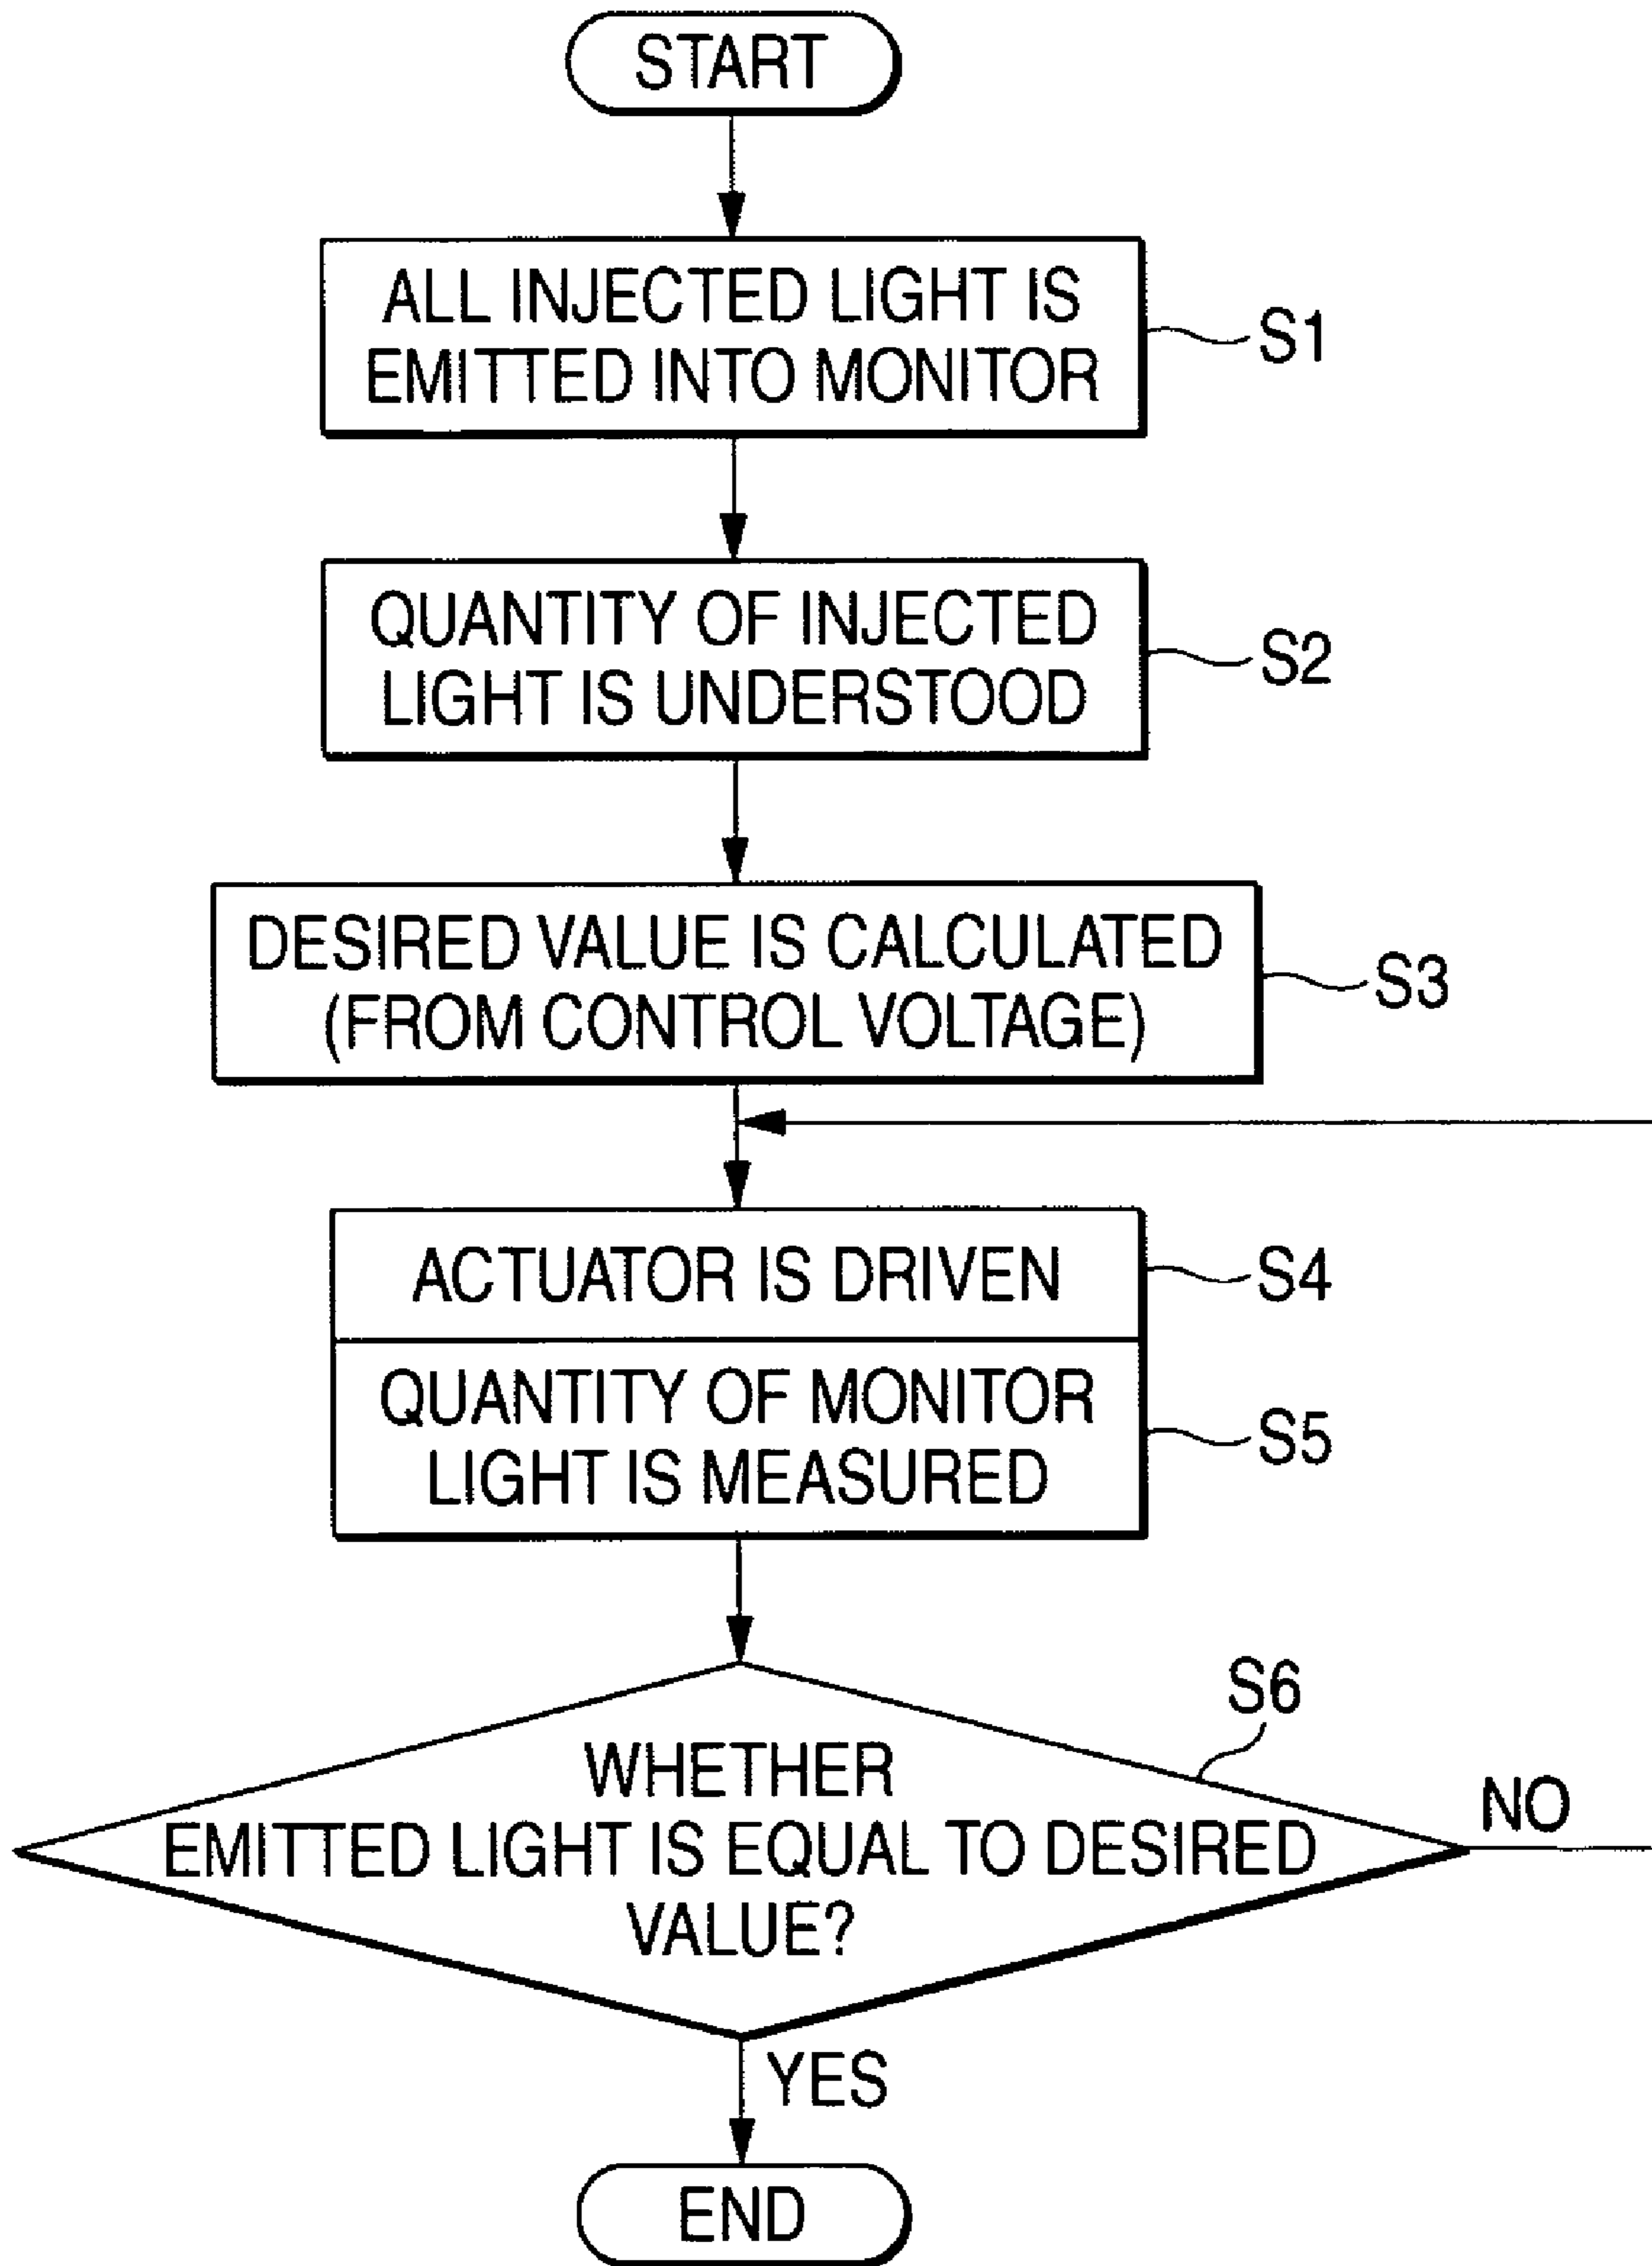 START
ALL INJECTED LIGHT IS
EMITTED INTO MONITOR
S1
QUANTITY OF INJECTED
LIGHT IS UNDERSTOOD
S2
DESIRED VALUE IS CALCULATED
(FROM CONTROL VOLTAGE)
S3
ACTUATOR IS DRIVEN
S4
QUANTITY OF MONITOR
LIGHT IS MEASURED
S5
S6
WHETHER
EMITTED LIGHT IS EQUAL TO DESIRED
VALUE?
NO
YES
END